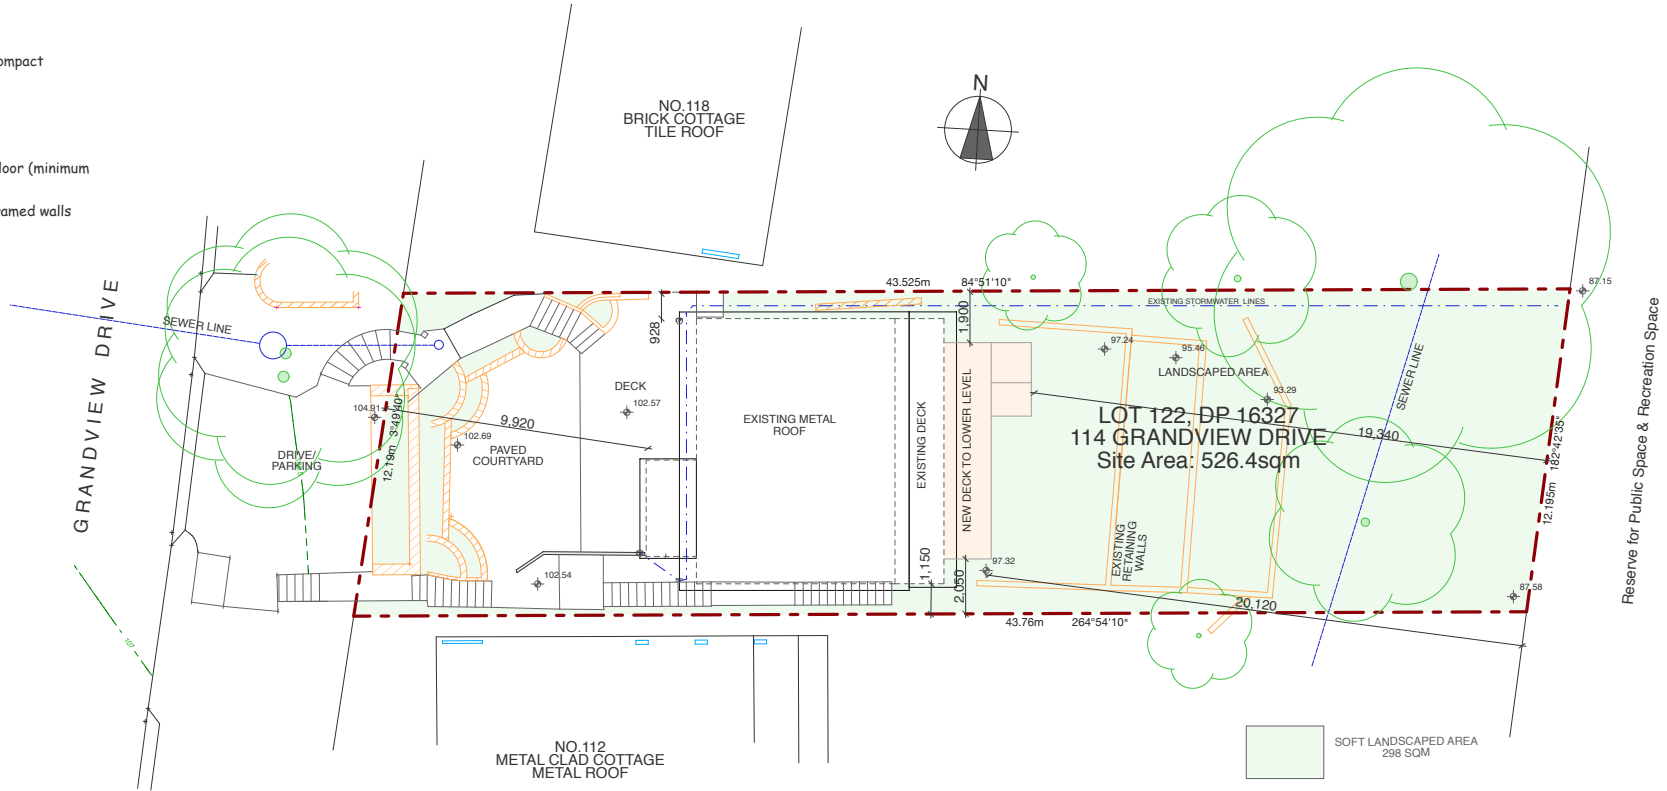 ompact
loor (minimum
amed walls
NO.118
BRICK COTTAGE
TILE ROOF
N
GRANDVIEW DRIVE
SEWER LINE
43.525m
84°51'10"
EXISTING STORMWATER LINES
87.15
928
1,900
97.24
95.46
LANDSCAPED AREA
93.29
SEWER LINE
DECK
102.57
104.91
12.19m 3°49'40"
9,920
102.69
PAVED
COURTYARD
DRIVE/
PARKING
EXISTING METAL
ROOF
EXISTING DECK
NEW DECK TO LOWER LEVEL
LOT 122, DP 16327
114 GRANDVIEW DRIVE
Site Area: 526.4sqm
19,340
12.195m 182°42'35"
Reserve for Public Space & Recreation Space
EXISTING
RETAINING
WALLS
102.54
1,150
2,050
97.32
20,120
87.58
43.76m
264°54'10"
107
NO.112
METAL CLAD COTTAGE
METAL ROOF
SOFT LANDSCAPED AREA
298 SQM